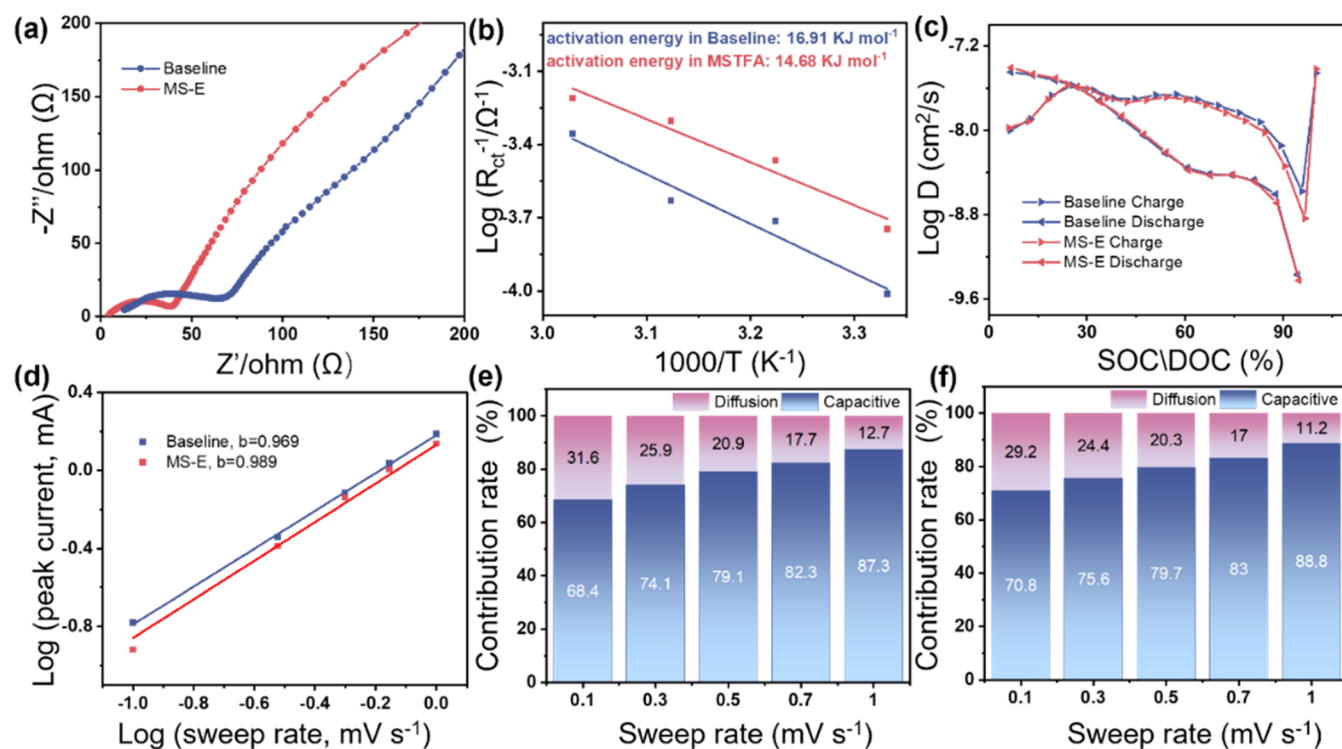 (a)
200
150
100
50
0
-Z''/ohm (Ω)
Baseline
MS-E
0 50 100 150 200
Z'/ohm (Ω)
(b)
activation energy in Baseline: 16.91 KJ mol-1
activation energy in MSTFA: 14.68 KJ mol-1
-3.1
-3.4
-3.7
-4.0
Log (Rct-1/Ω-1)
3.0 3.1 3.2 3.3
1000/T (K-1)
(c)
-7.2
-8.0
-8.8
-9.6
Log D (cm2/s)
Baseline Charge
Baseline Discharge
MS-E Charge
MS-E Discharge
0 30 60 90
SOC\DOC (%)
(d)
0.4
0.0
-0.4
-0.8
Log (peak current, mA)
Baseline, b=0.969
MS-E, b=0.989
-1.0 -0.8 -0.6 -0.4 -0.2 0.0
Log (sweep rate, mV s-1)
(e)
Diffusion Capacitive
100
80
60
40
20
0
Contribution rate (%)
31.6 25.9 20.9 17.7 12.7
68.4 74.1 79.1 82.3 87.3
0.1 0.3 0.5 0.7 1
Sweep rate (mV s-1)
(f)
Diffusion Capacitive
100
80
60
40
20
0
Contribution rate (%)
29.2 24.4 20.3 17 11.2
70.8 75.6 79.7 83 88.8
0.1 0.3 0.5 0.7 1
Sweep rate (mV s-1)